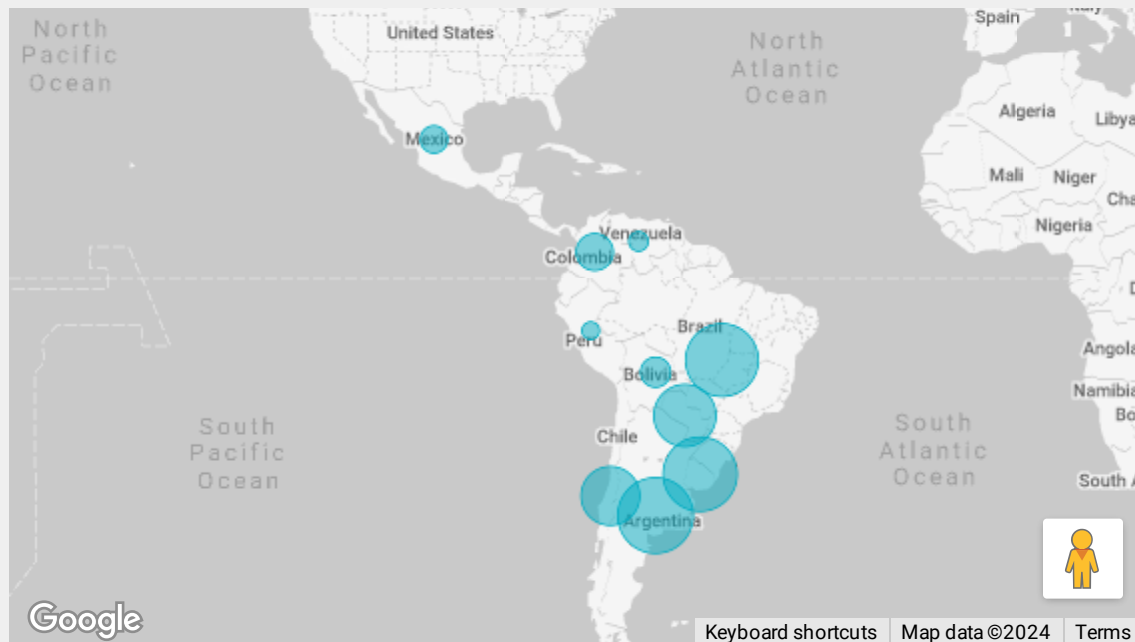 Spain
North
Pacific
Ocean
United States
North
Atlantic
Ocean
Algeria
Libya
Mexico
Mali
Niger
Nigeria
Venezuela
Colombia
Brazil
Peru
Angola
Bolivia
Namibia
South
Pacific
Ocean
Chile
South
Atlantic
Ocean
South A
Argentina
Google
Keyboard shortcuts
Map data ©2024
Terms